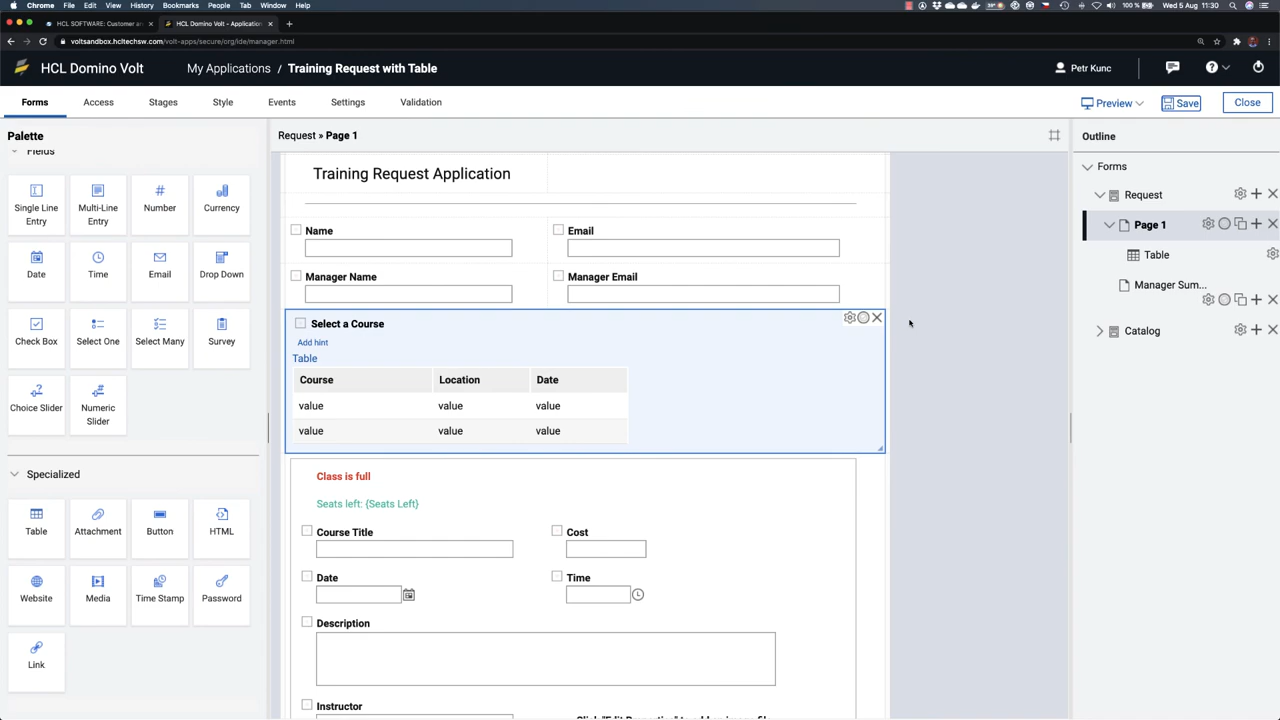 Chrome File Edit View History Bookmarks People Tab Window Help
100 % Wed 5 Aug 11:30
HCL SOFTWARE: Customer an
HCL Domino Volt - Application
voltsandbox.hcltechsw.com/volt-apps/secure/org/ide/manager.html
HCL Domino Volt
My Applications / Training Request with Table
Petr Kunc
Forms Access Stages Style Events Settings Validation
Preview Save Close
Palette
Fields
Single Line Entry
Multi-Line Entry
Number
Currency
Date
Time
Email
Drop Down
Check Box
Select One
Select Many
Survey
Choice Slider
Numeric Slider
Specialized
Table
Attachment
Button
HTML
Website
Media
Time Stamp
Password
Link
Request » Page 1
Training Request Application
Name
Email
Manager Name
Manager Email
Select a Course
Add hint
Table
Course Location Date
value value value
value value value
Class is full
Seats left: {Seats Left}
Course Title
Cost
Date
Time
Description
Instructor
Outline
Forms
Request
Page 1
Table
Manager Sum...
Catalog